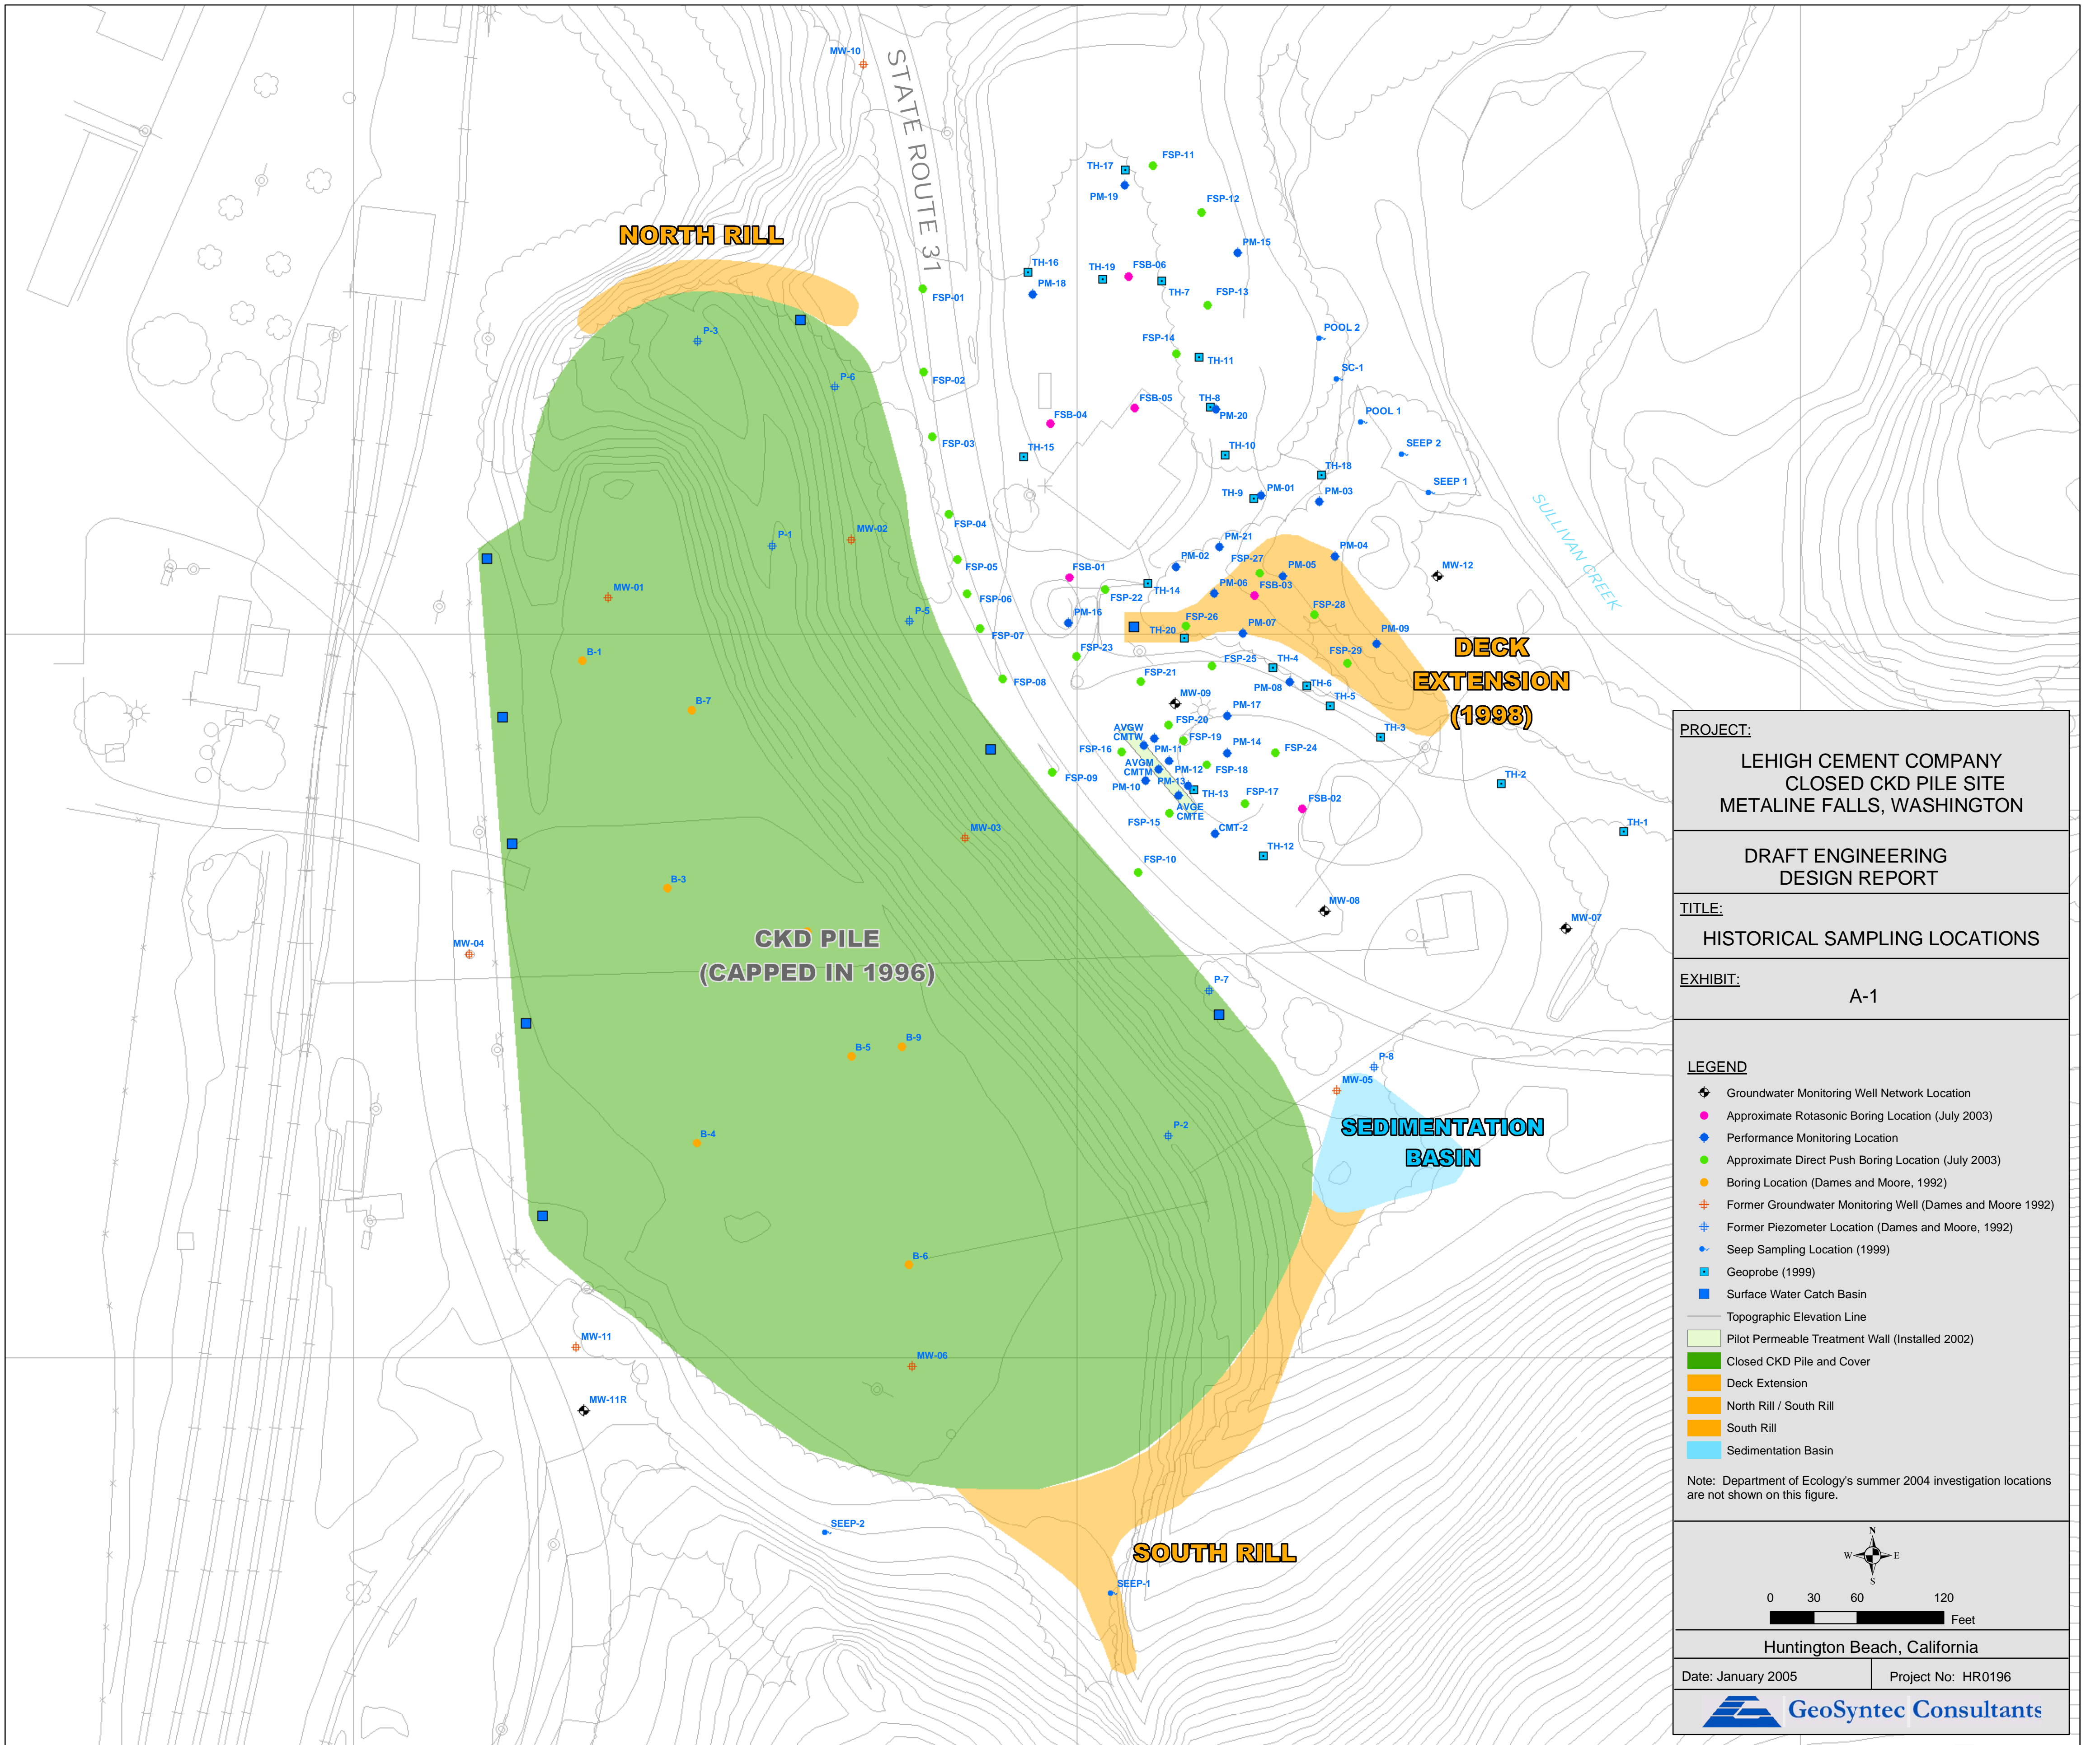 MW-10
STATE ROUTE 31
FSP-11
TH-17
PM-19
FSP-12
NORTH RILL
PM-15
TH-16
TH-19
FSB-06
PM-18
TH-7
FSP-13
FSP-01
P-3
POOL 2
FSP-14
TH-11
SC-1
P-6
FSP-02
TH-8
FSB-05
PM-20
POOL 1
FSB-04
FSP-03
SEEP 2
TH-15
TH-10
TH-18
SEEP 1
TH-9
PM-01
PM-03
SULLIVAN CREEK
FSP-04
MW-02
P-1
PM-21
PM-04
PM-02
FSP-27
FSP-05
MW-12
PM-05
FSB-01
PM-06
FSB-03
TH-14
MW-01
FSP-22
FSP-06
FSP-28
P-5
PM-16
FSP-26
FSP-07
TH-20
PM-07
PM-09
DECK
EXTENSION
(1998)
FSP-23
B-1
FSP-25
TH-4
FSP-29
FSP-21
FSP-08
PM-08
TH-6
MW-09
TH-5
B-7
PM-17
FSP-20
AVGW
CMTW
TH-3
FSP-19
PM-14
FSP-16
PM-11
FSP-24
AVGM
CMTM
PM-12
FSP-18
FSP-09
PM-10
PM-13
TH-13
TH-2
FSP-17
FSB-02
AVGE
CMTE
FSP-15
TH-1
MW-03
CMT-2
TH-12
FSP-10
B-3
MW-08
MW-07
CKD PILE
(CAPPED IN 1996)
MW-04
P-7
B-9
B-5
P-8
MW-05
P-2
SEDIMENTATION
BASIN
B-4
B-6
MW-11
MW-06
MW-11R
SEEP-2
SOUTH RILL
SEEP-1
PROJECT:
LEHIGH CEMENT COMPANY
CLOSED CKD PILE SITE
METALINE FALLS, WASHINGTON
DRAFT ENGINEERING
DESIGN REPORT
TITLE:
HISTORICAL SAMPLING LOCATIONS
EXHIBIT:
A-1
LEGEND
Groundwater Monitoring Well Network Location
Approximate Rotasonic Boring Location (July 2003)
Performance Monitoring Location
Approximate Direct Push Boring Location (July 2003)
Boring Location (Dames and Moore, 1992)
Former Groundwater Monitoring Well (Dames and Moore 1992)
Former Piezometer Location (Dames and Moore, 1992)
Seep Sampling Location (1999)
Geoprobe (1999)
Surface Water Catch Basin
Topographic Elevation Line
Pilot Permeable Treatment Wall (Installed 2002)
Closed CKD Pile and Cover
Deck Extension
North Rill / South Rill
South Rill
Sedimentation Basin
Note: Department of Ecology's summer 2004 investigation locations
are not shown on this figure.
N
W E
S
0 30 60 120
Feet
Huntington Beach, California
Date: January 2005 Project No: HR0196
GeoSyntec Consultants